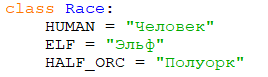 class Race:
    HUMAN = "Человек"
    ELF = "Эльф"
    HALF_ORC = "Полуорк"